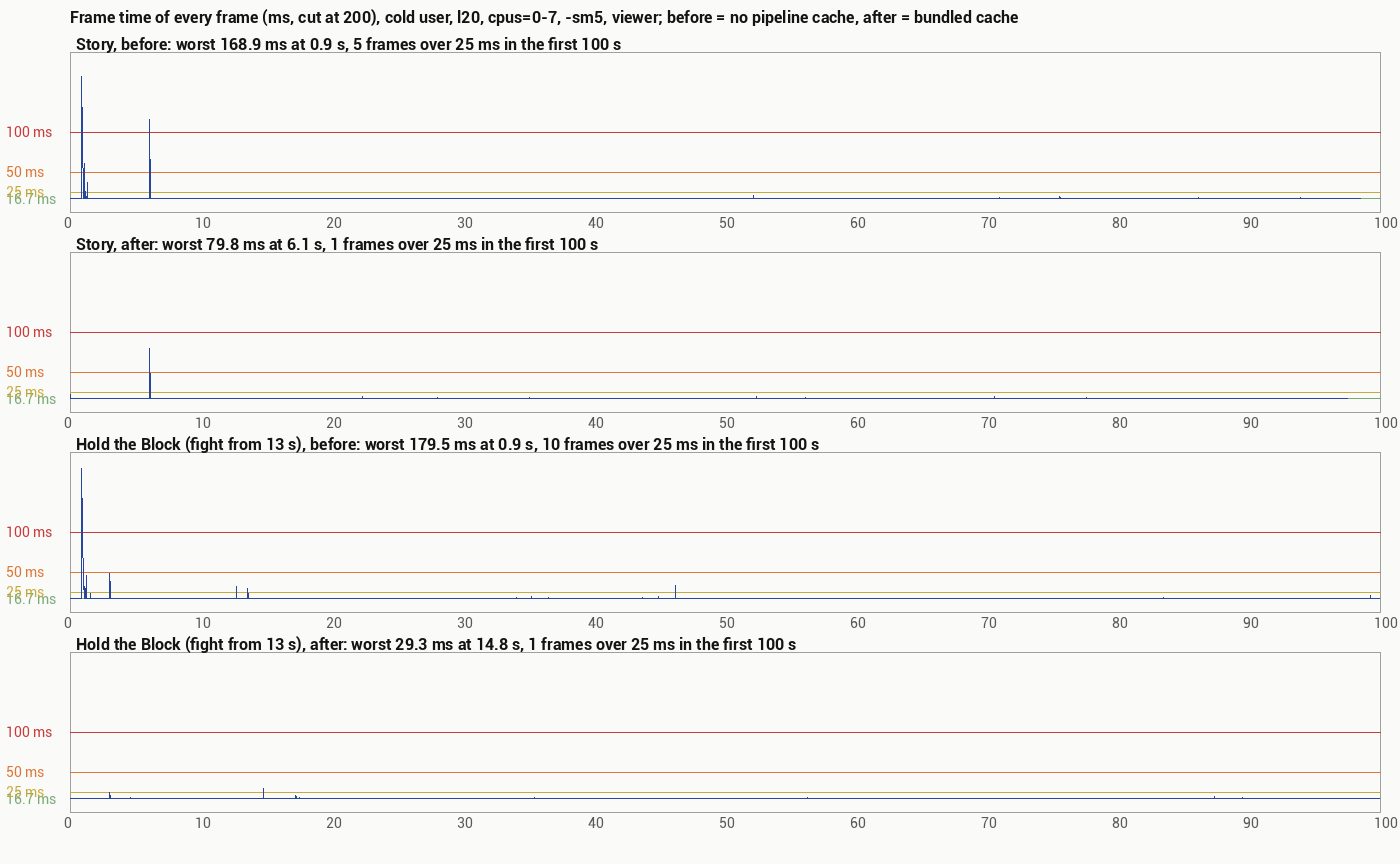 Frame time of every frame (ms, cut at 200), cold user, l20, cpus=0-7, -sm5, viewer; before = no pipeline cache, after = bundled cache
Story, before: worst 168.9 ms at 0.9 s, 5 frames over 25 ms in the first 100 s
100 ms
50 ms
25 ms
16.7 ms
0 10 20 30 40 50 60 70 80 90 100
Story, after: worst 79.8 ms at 6.1 s, 1 frames over 25 ms in the first 100 s
100 ms
50 ms
25 ms
16.7 ms
0 10 20 30 40 50 60 70 80 90 100
Hold the Block (fight from 13 s), before: worst 179.5 ms at 0.9 s, 10 frames over 25 ms in the first 100 s
100 ms
50 ms
25 ms
16.7 ms
0 10 20 30 40 50 60 70 80 90 100
Hold the Block (fight from 13 s), after: worst 29.3 ms at 14.8 s, 1 frames over 25 ms in the first 100 s
100 ms
50 ms
25 ms
16.7 ms
0 10 20 30 40 50 60 70 80 90 100